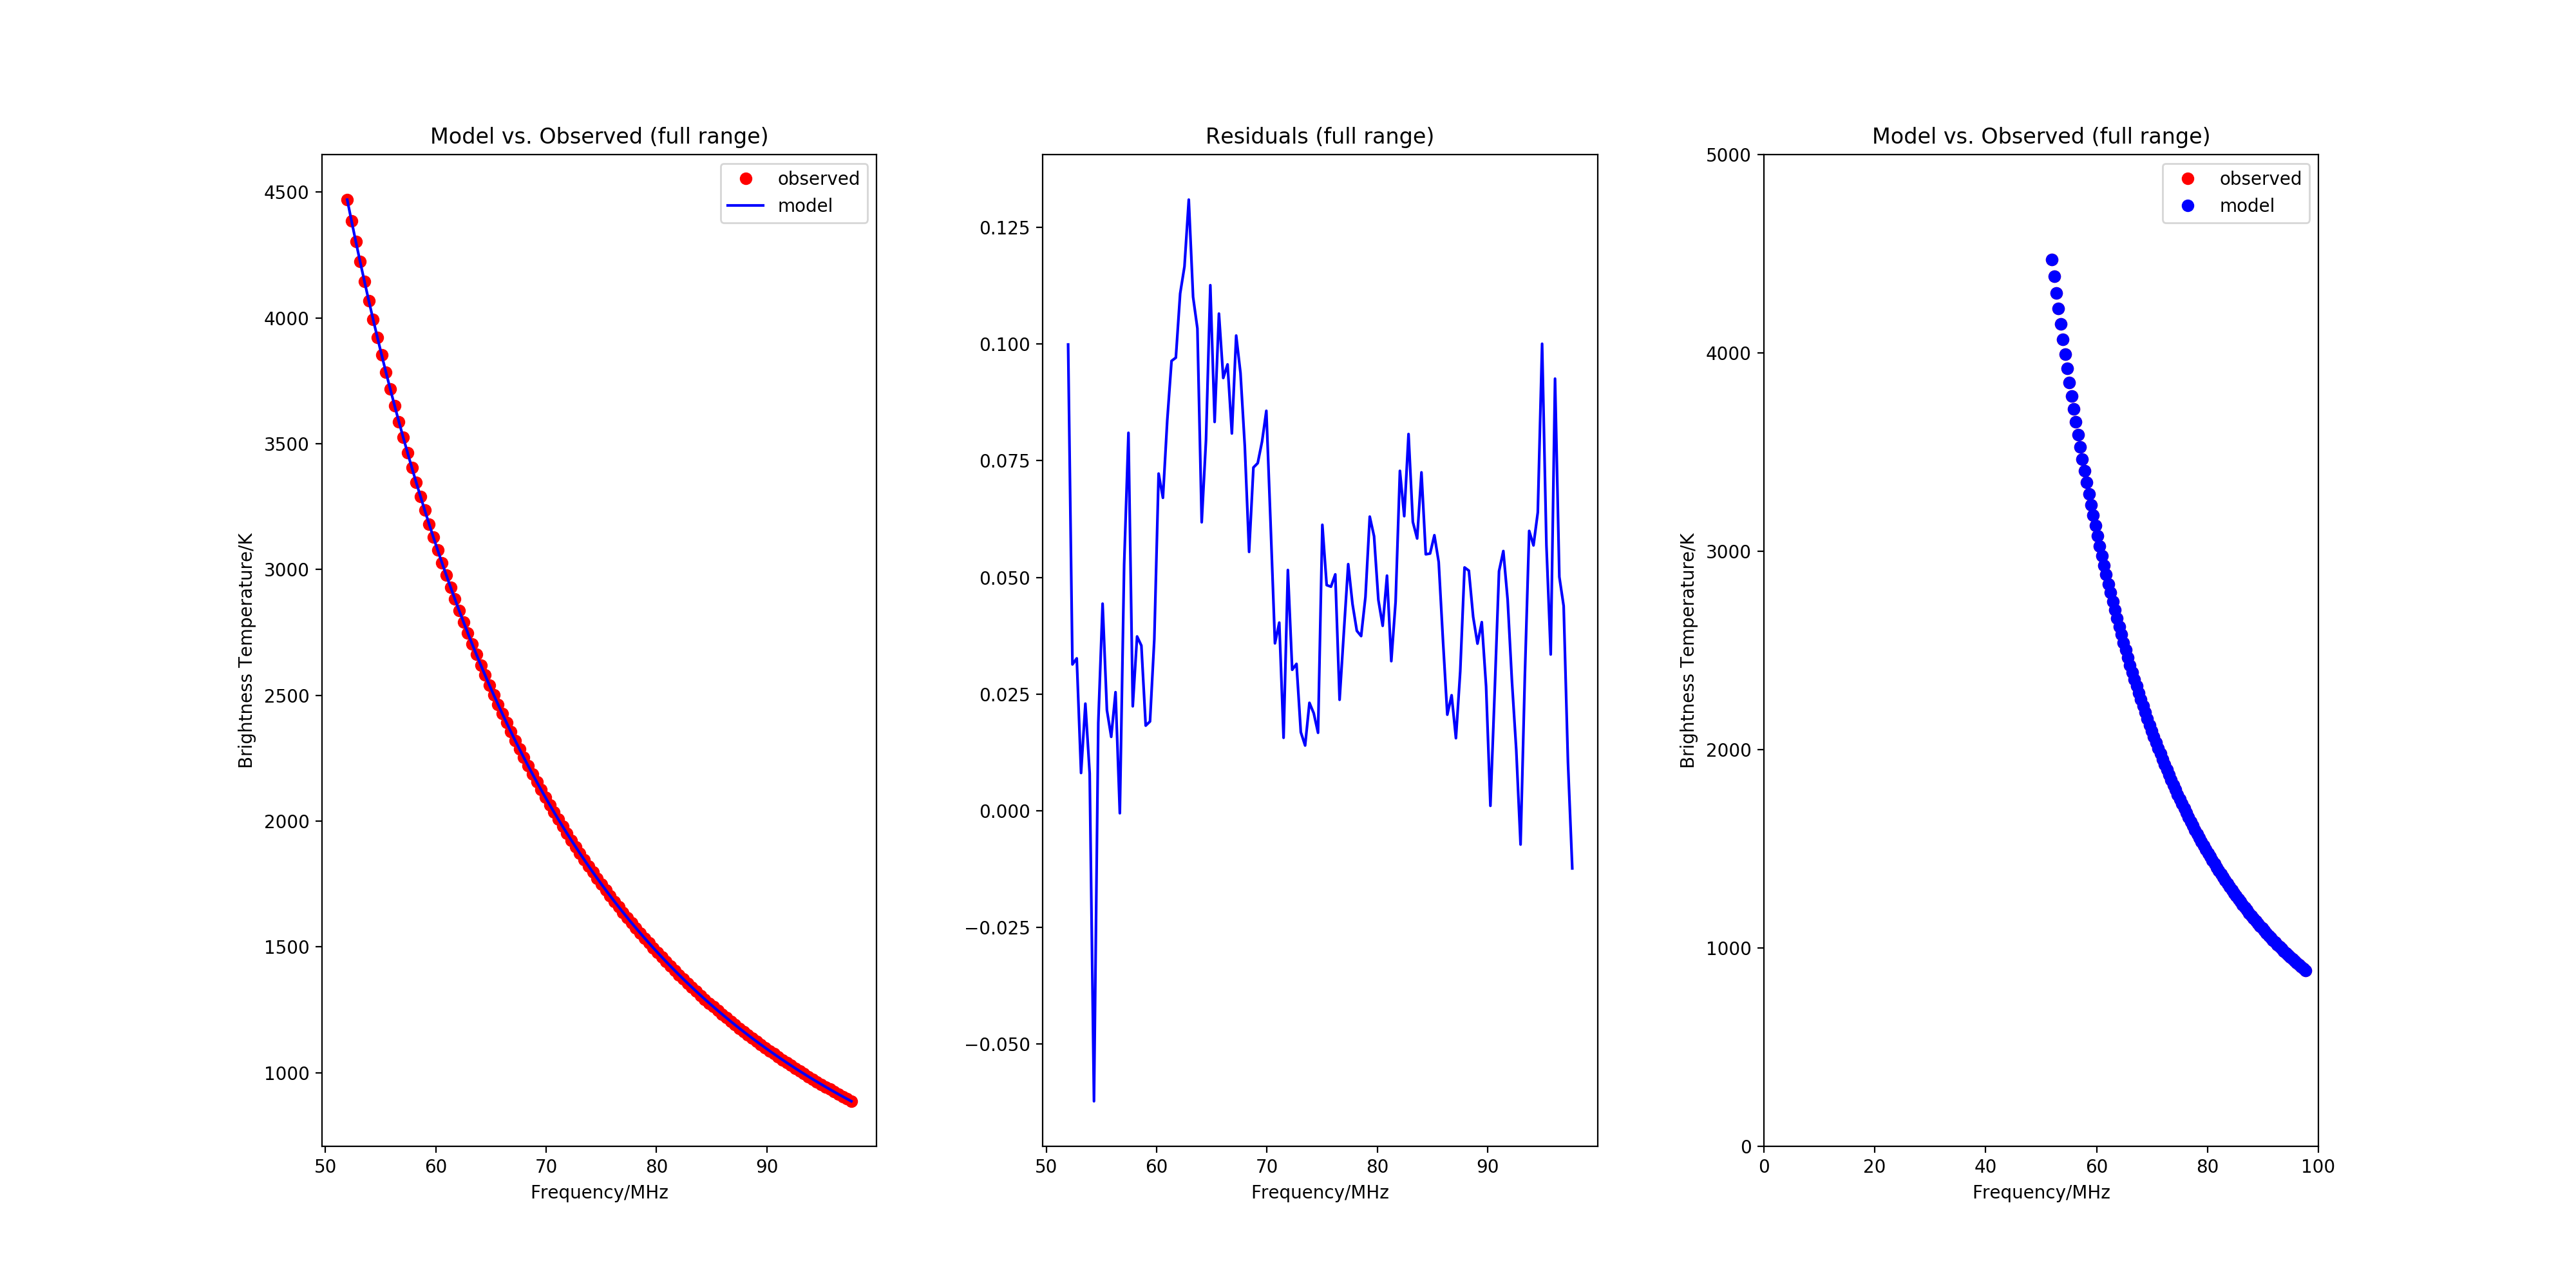 Model vs. Observed (full range)
observed
model
4500
4000
3500
3000
2500
2000
1500
1000
Brightness Temperature/K
50 60 70 80 90
Frequency/MHz
Residuals (full range)
0.125
0.100
0.075
0.050
0.025
0.000
−0.025
−0.050
50 60 70 80 90
Frequency/MHz
Model vs. Observed (full range)
observed
model
5000
4000
3000
2000
1000
0
Brightness Temperature/K
0 20 40 60 80 100
Frequency/MHz